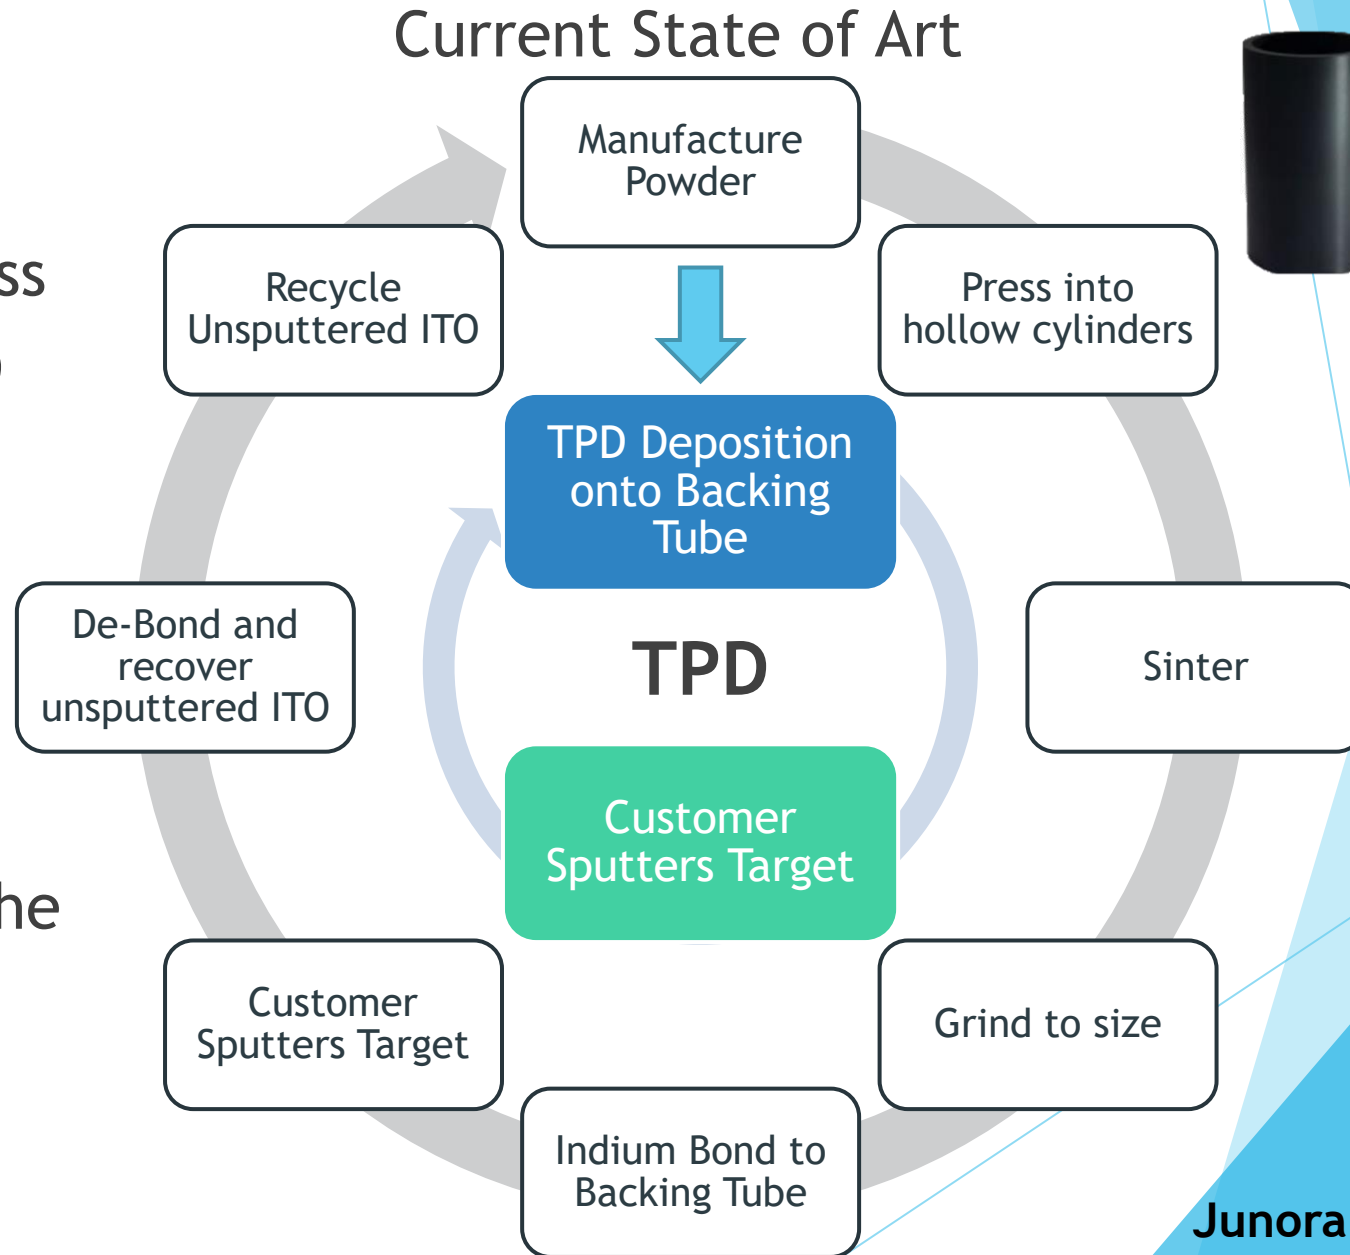 Current State of Art
Manufacture
Powder
Press into
hollow cylinders
Sinter
Grind to size
Indium Bond to
Backing Tube
Customer
Sputters Target
De-Bond and
recover
unsputtered ITO
Recycle
Unsputtered ITO
TPD Deposition
onto Backing
Tube
TPD
Customer
Sputters Target
Junora